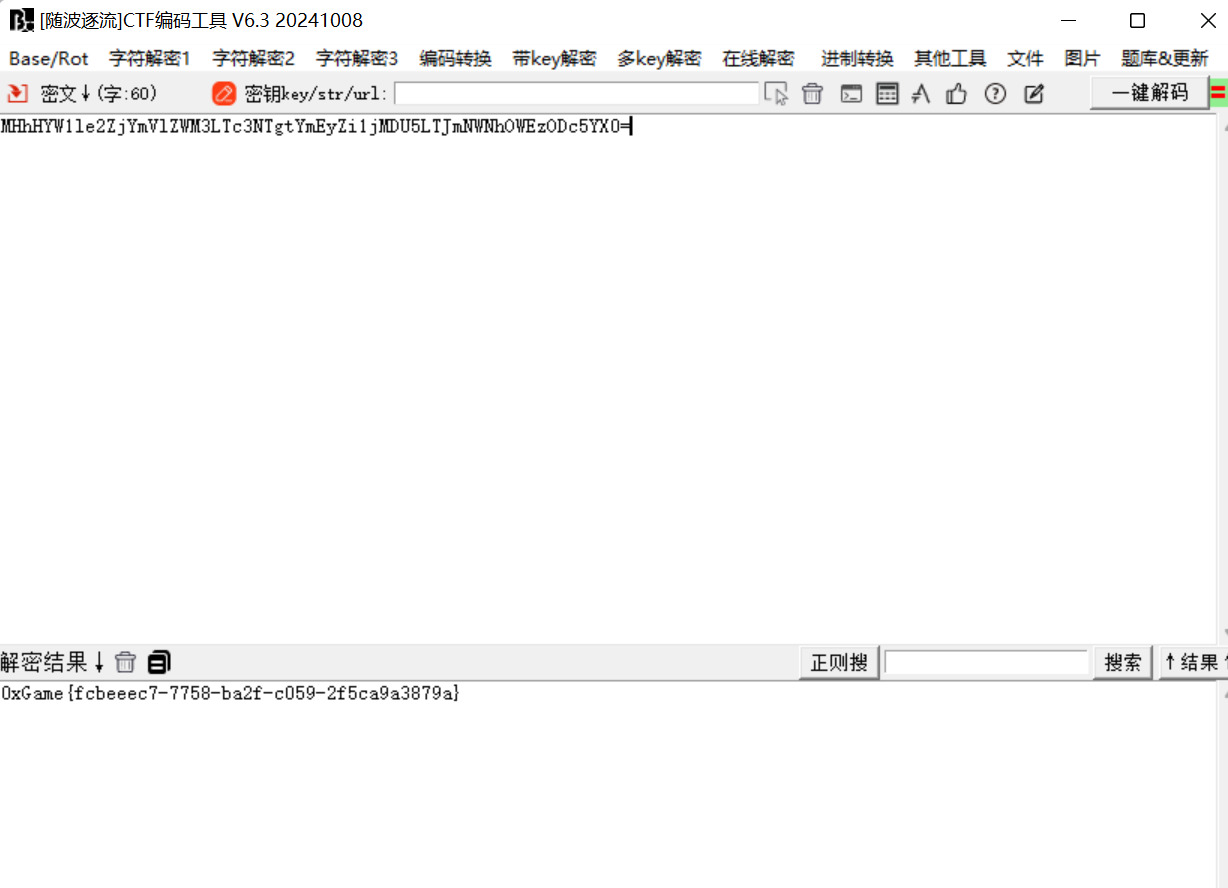 [随波逐流]CTF编码工具 V6.3 20241008
Base/Rot 字符解密1 字符解密2 字符解密3 编码转换 带key解密 多key解密 在线解密 进制转换 其他工具 文件 图片 题库&更新
密文↓(字:60) 密钥key/str/url: 一键解码
MHhHYW1le2ZjYmVlZWM3LTc3NTgtYmEyZi1jMDU5LTJmNWNhOWEzODc5YX0=
解密结果↓ 正则搜 搜索 ↑结果
0xGame{fcbeeec7-7758-ba2f-c059-2f5ca9a3879a}